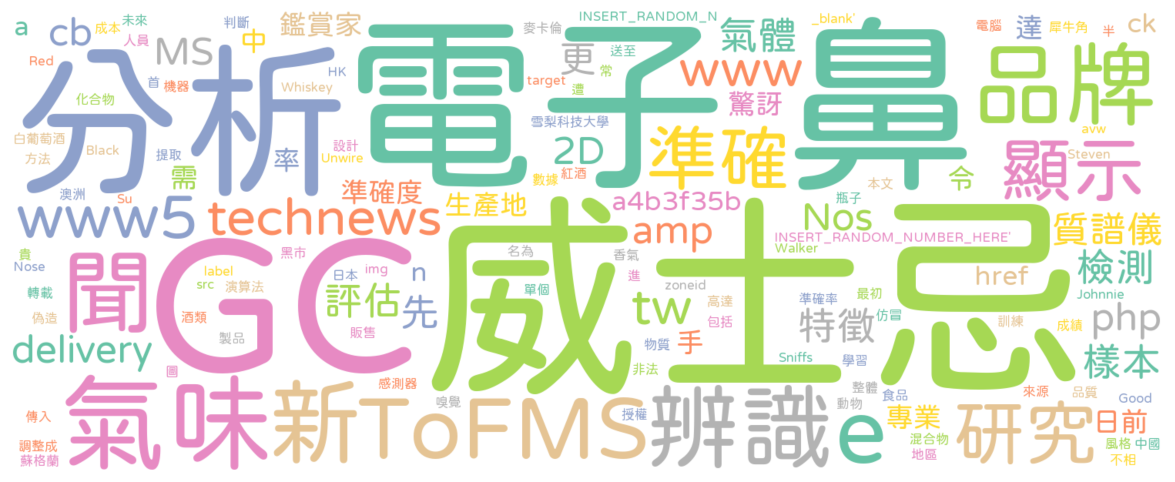 未來 成本 判斷 鑑賞家 INSERT_RANDOM_N _blank` 電腦 犀牛角
a cb 人員 中 MS 麥卡倫 更 送至 氣體 達 半 ck
Red 首 機器 HK target 常 www 品牌
分析 電子鼻
化合物 Whiskey 遭 驚訝 avw
白葡萄酒 Black 提取 率 設計 Unwire 雪梨科技大學 2D 準確 令 顯示 Steven
方法 需 數據 紅酒 本文
澳洲 Su 準確度 生產地 a4b3f35b 瓶子
www5 technews amp Nos 質譜儀
INSERT_RANDOM_NUMBER_HERE'
貴 Nose 聞 GC 黑市 名為 威士忌 香氣 Walker
label 日本 img 單個 進 zoneid href 檢測
轉載 src 演算法 n 評估 先 tw 高達 準確率 最初 Johnnie
偽造 酒類 製品 販售 物質 手 包括 特徵 仿冒 訓練 成績 php
delivery 非法 Sniffs 學習 樣本
圖 感測器 整體 食品 來源 品質 Good
氣味 新 ToFMS 嗅覺 辨識 動物 e 專業 研究 日前
傳入 授權 混合物 風格 中國
調整成 地區 不相
蘇格蘭